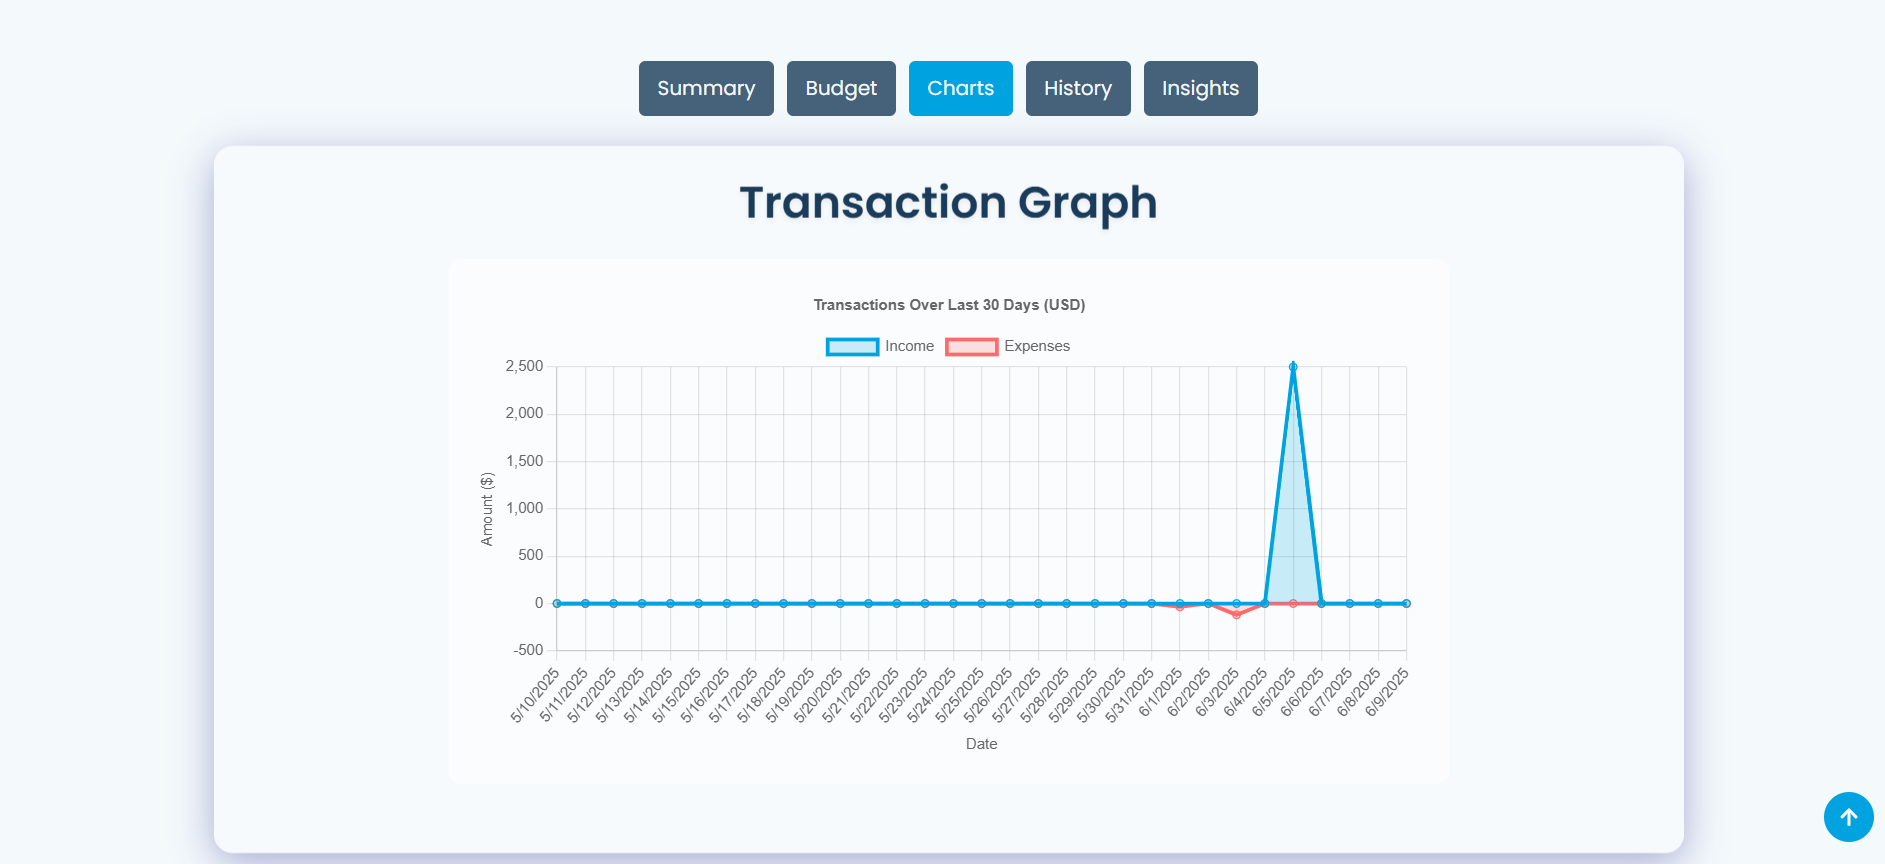 Summary Budget Charts History Insights
Transaction Graph
Transactions Over Last 30 Days (USD)
Income Expenses
2,500
2,000
1,500
1,000
500
0
-500
Amount ($)
5/10/2025 5/11/2025 5/12/2025 5/13/2025 5/14/2025 5/15/2025 5/16/2025 5/17/2025 5/18/2025 5/19/2025 5/20/2025 5/21/2025 5/22/2025 5/23/2025 5/24/2025 5/25/2025 5/26/2025 5/27/2025 5/28/2025 5/29/2025 5/30/2025 5/31/2025 6/1/2025 6/2/2025 6/3/2025 6/4/2025 6/5/2025 6/6/2025 6/7/2025 6/8/2025 6/9/2025
Date